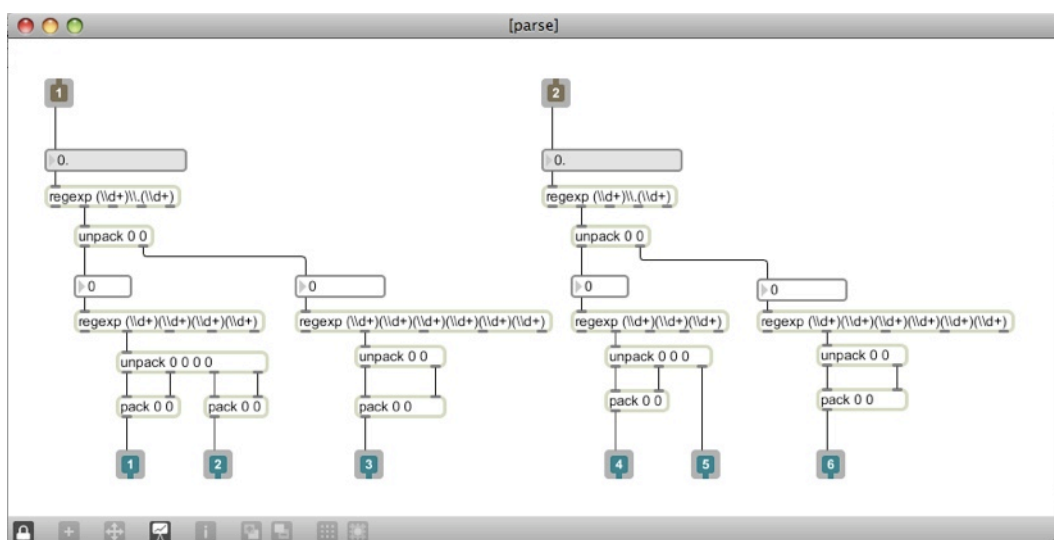 [parse]
1
2
0.
0.
regexp (\\d+)\\.(\\d+)
regexp (\\d+)\\.(\\d+)
unpack 0 0
unpack 0 0
0
0
0
0
regexp (\\d+)(\\d+)(\\d+)(\\d+)
regexp (\\d+)(\\d+)(\\d+)(\\d+)(\\d+)(\\d+)
regexp (\\d+)(\\d+)(\\d+)
regexp (\\d+)(\\d+)(\\d+)(\\d+)(\\d+)(\\d+)
unpack 0 0 0 0
unpack 0 0
unpack 0 0 0
unpack 0 0
pack 0 0
pack 0 0
pack 0 0
pack 0 0
pack 0 0
1
2
3
4
5
6